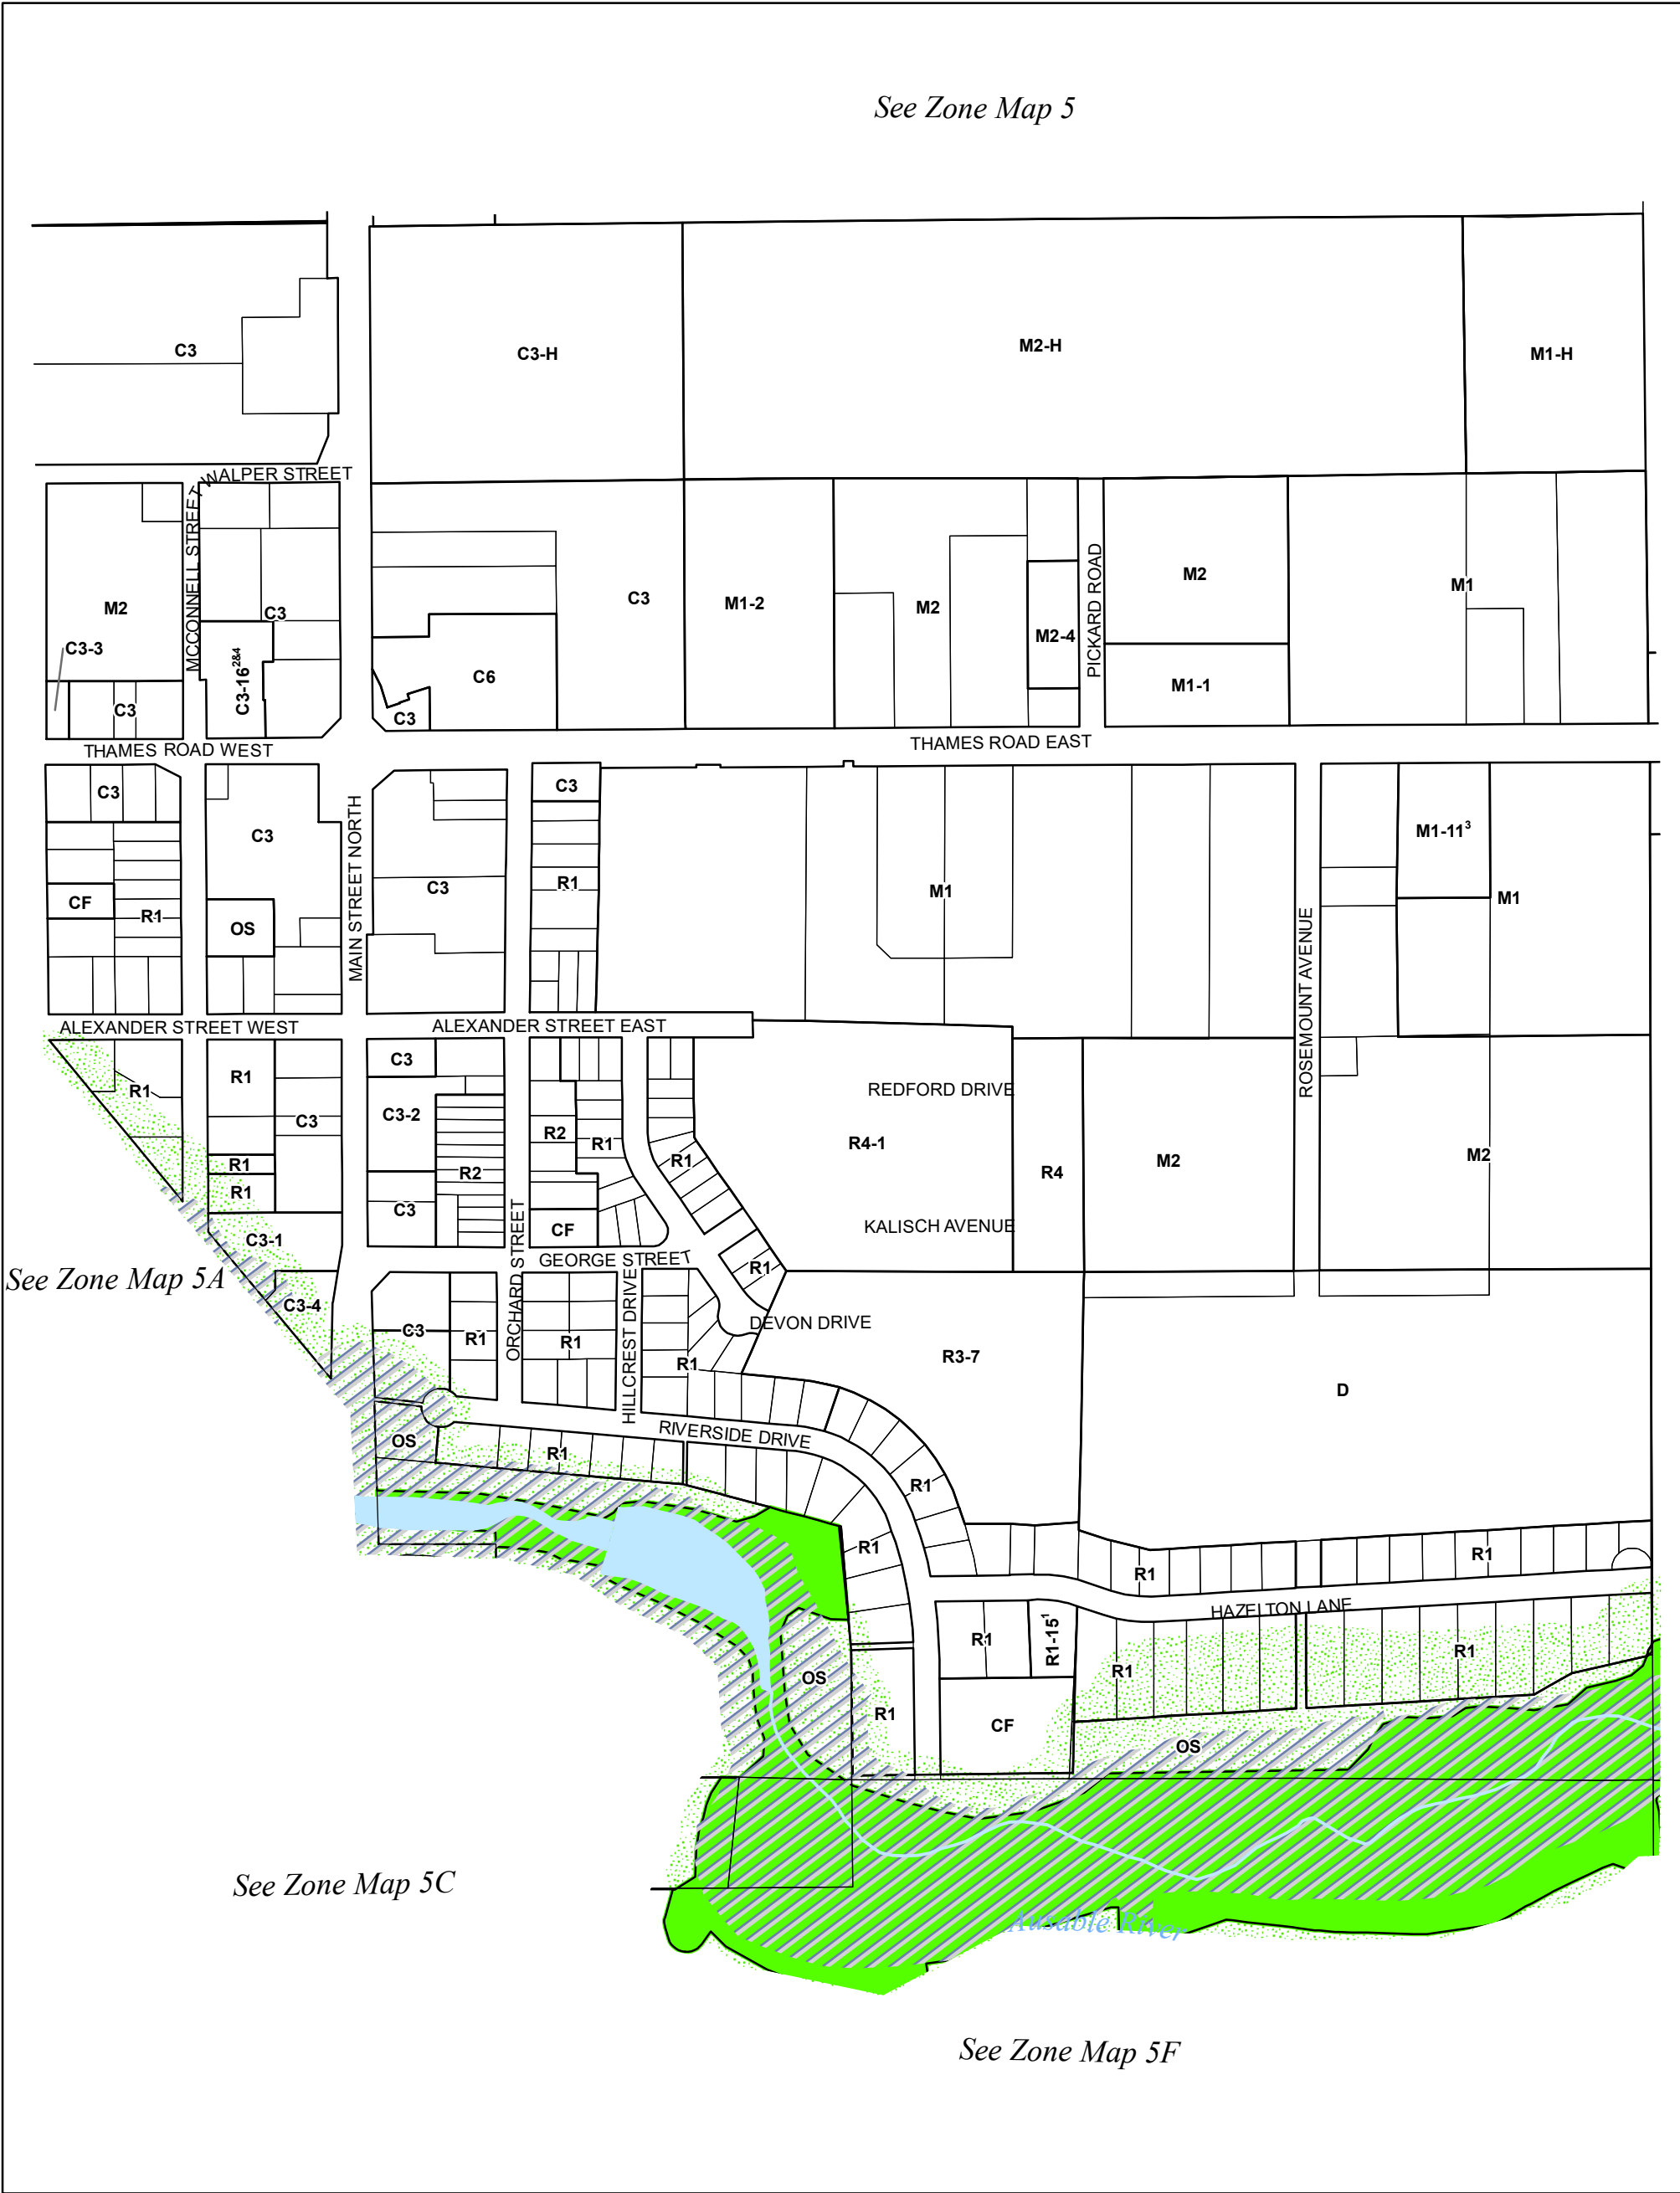 See Zone Map 5
C3
C3-H
M2-H
M1-H
WALPER STREET
MCCONNELL STREET
M2
C3-3
C3
C3
C3-16 2&4
C3
C6
C3
M1-2
M2
M2-4
PICKARD ROAD
M2
M1-1
M1
THAMES ROAD WEST
THAMES ROAD EAST
C3
CF
R1
C3
OS
MAIN STREET NORTH
C3
C3
R1
M1
ROSEMOUNT AVENUE
M1-11 3
M1
ALEXANDER STREET WEST
ALEXANDER STREET EAST
R1
R1
C3
R1
R1
C3-1
C3-4
C3
C3-2
R2
C3
ORCHARD STREET
R2
R1
CF
R1
REDFORD DRIVE
R4-1
KALISCH AVENUE
R4
M2
M2
See Zone Map 5A
GEORGE STREET
R1
C3
R1
R1
HILLCREST DRIVE
R1
DEVON DRIVE
R3-7
D
RIVERSIDE DRIVE
OS
R1
R1
R1
R1
R1
HAZELTON LANE
R1
R1-15 1
R1
R1
OS
R1
CF
OS
See Zone Map 5C
Ausable River
See Zone Map 5F